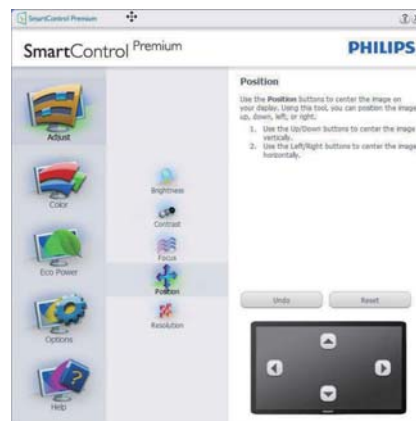 SmartControl Premium
SmartControl Premium
PHILIPS
Adjust
Color
Eco Power
Options
Help
Brightness
Contrast
Focus
Position
Resolution
Position
Use the Position buttons to center the image on
your display. Using this tool, you can position the image
up, down, left, or right.
1. Use the Up/Down buttons to center the image
vertically.
2. Use the Left/Right buttons to center the image
horizontally.
Undo
Reset